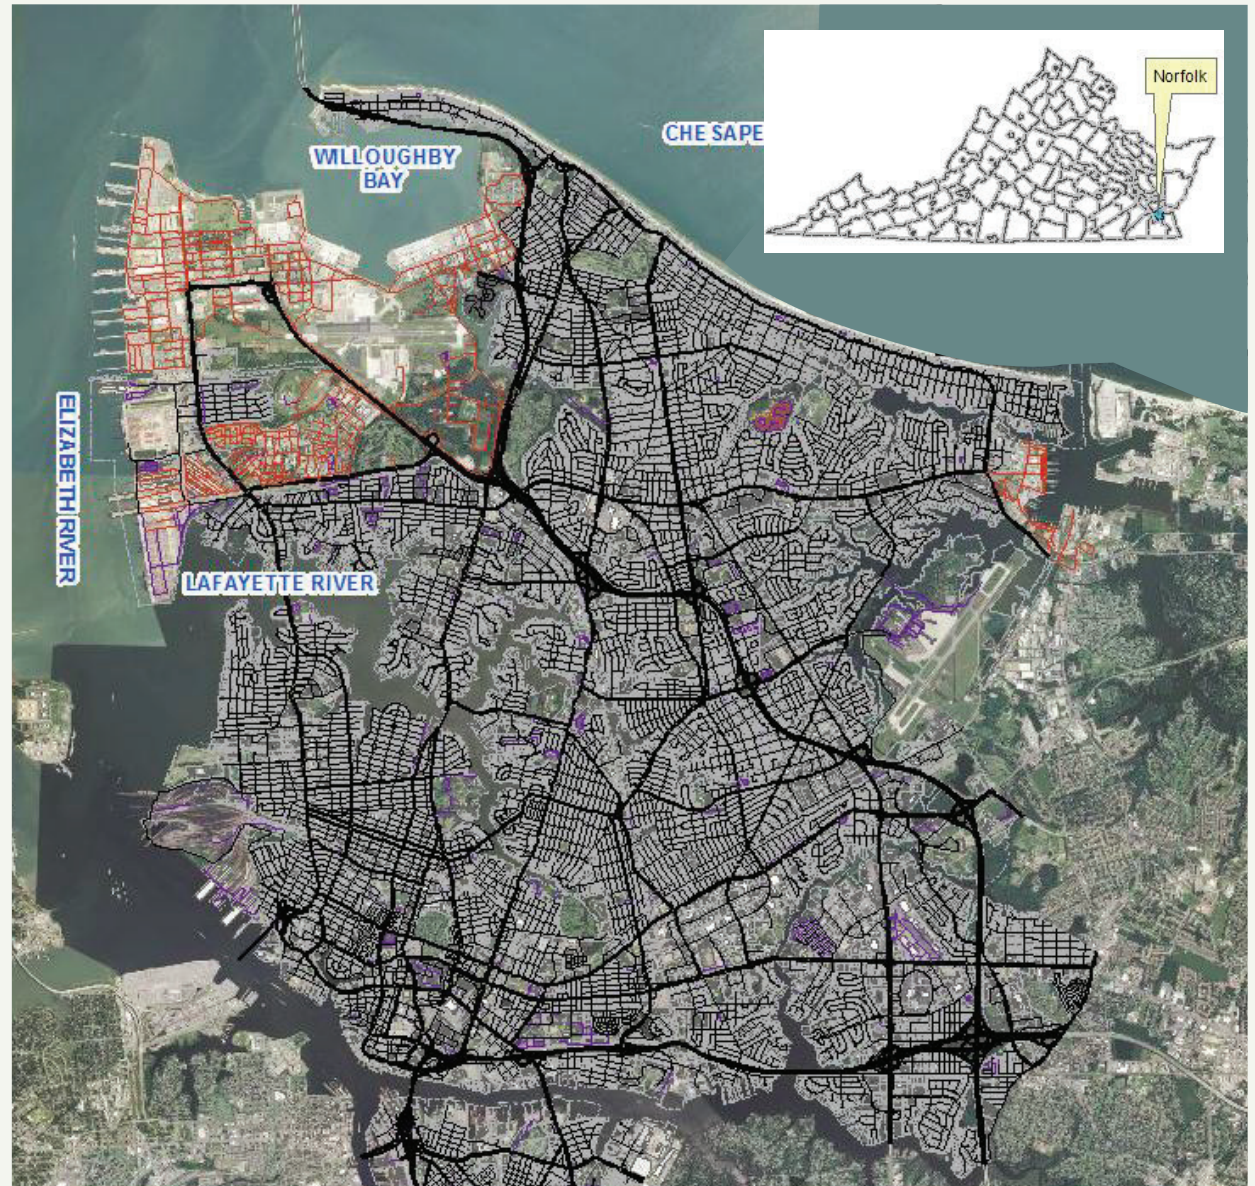 Norfolk
CHE SAPE
WILLOUGHBY
BAY
ELIZABETH RIVER
LAFAYETTE RIVER